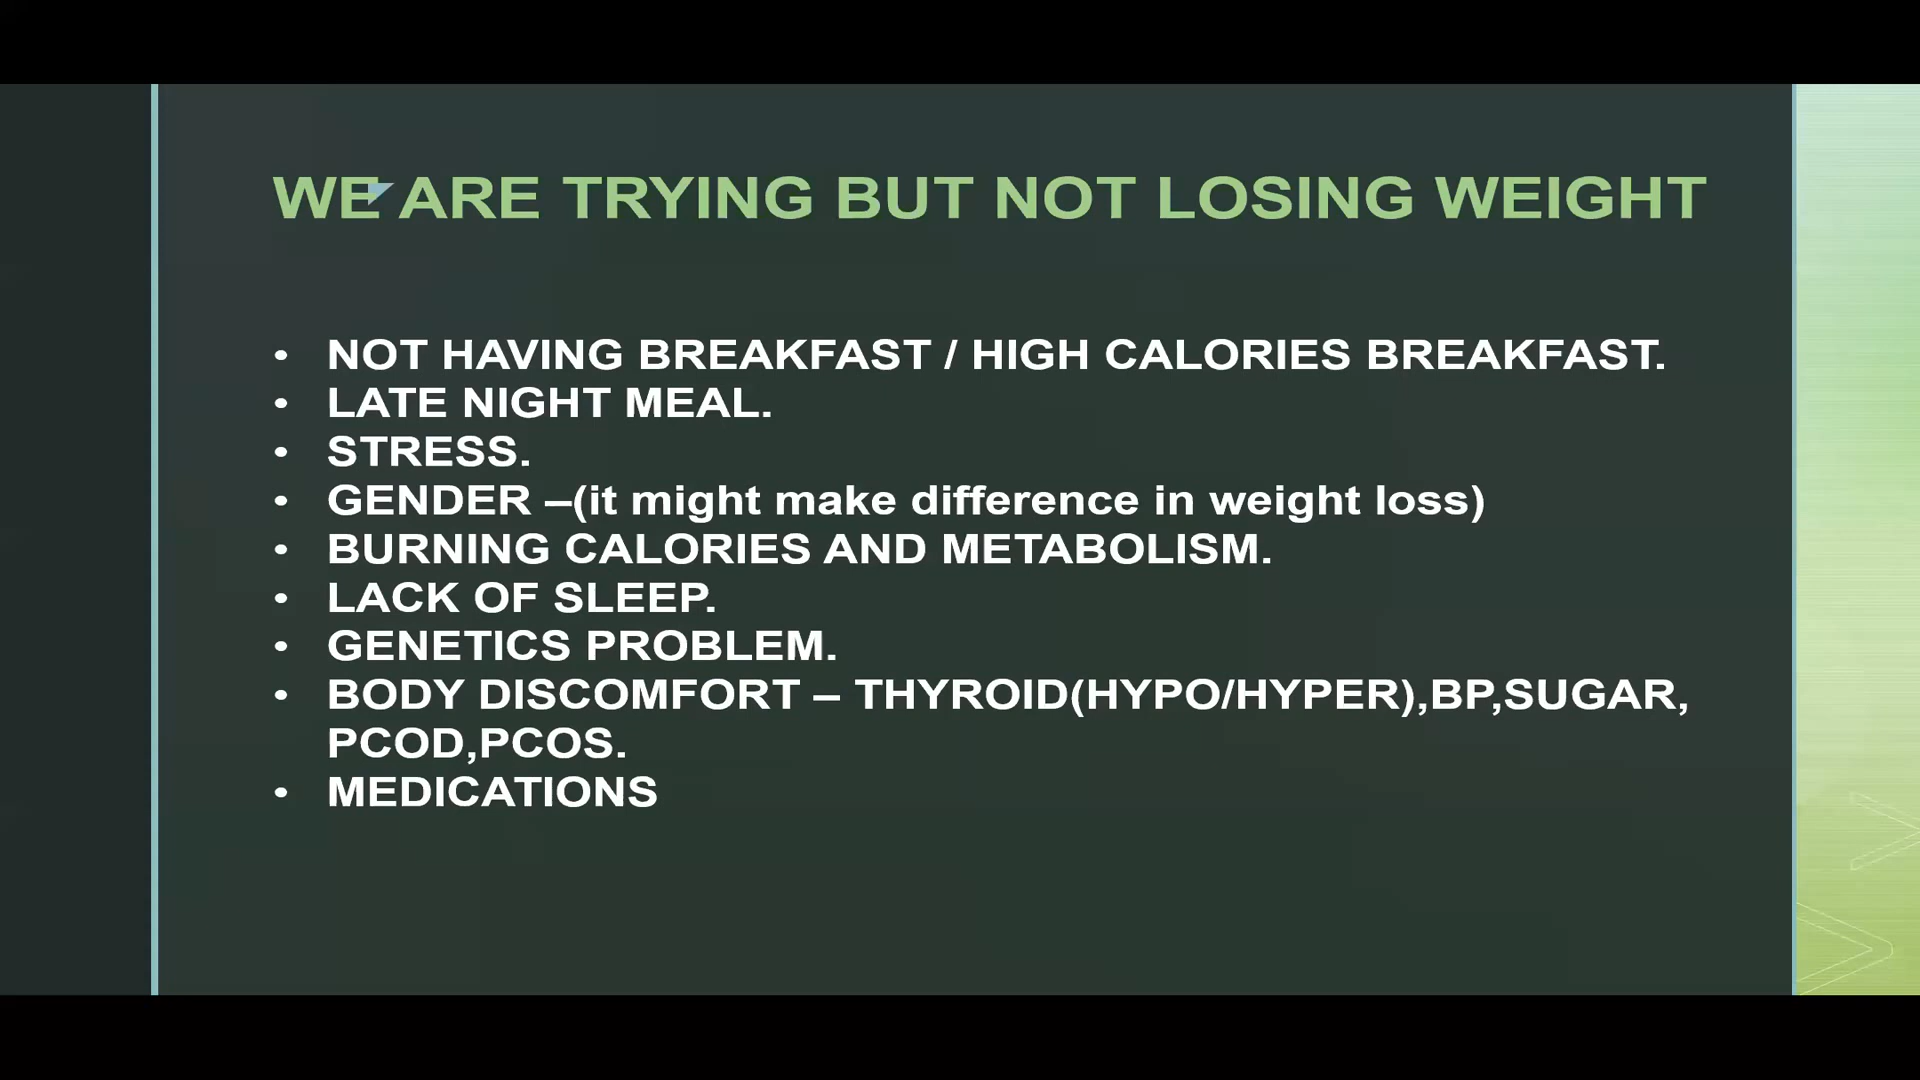 WE ARE TRYING BUT NOT LOSING WEIGHT
• NOT HAVING BREAKFAST / HIGH CALORIES BREAKFAST.
• LATE NIGHT MEAL.
• STRESS.
• GENDER –(it might make difference in weight loss)
• BURNING CALORIES AND METABOLISM.
• LACK OF SLEEP.
• GENETICS PROBLEM.
• BODY DISCOMFORT – THYROID(HYPO/HYPER),BP,SUGAR,
PCOD,PCOS.
• MEDICATIONS